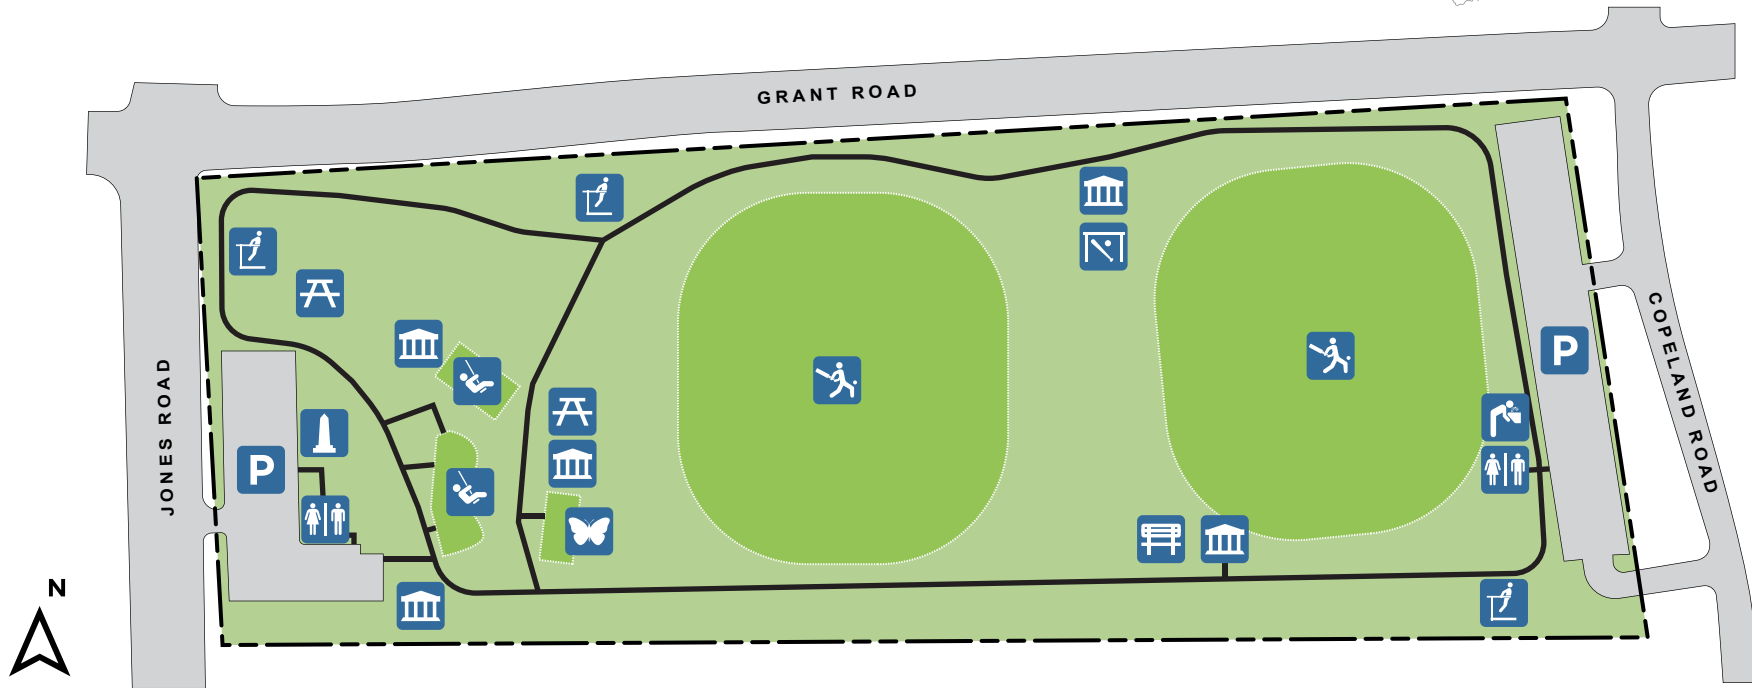 GRANT ROAD
JONES ROAD
COPELAND ROAD
P
P
N